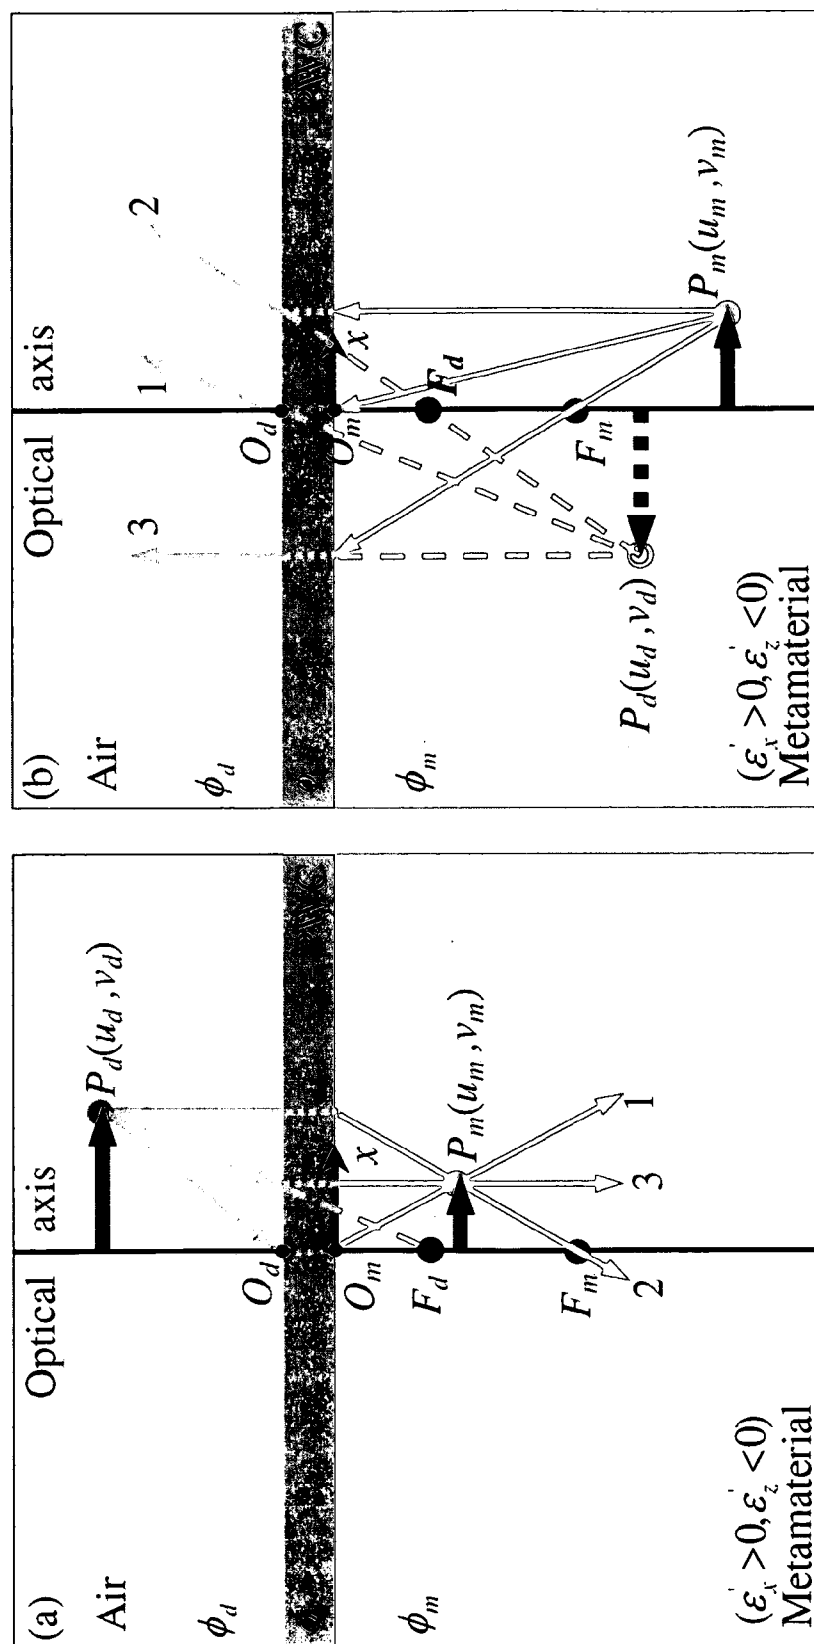 (a)
Optical axis
Air
P_d(u_d, v_d)
ϕ_d
O_d
PWC
x
O_m
ϕ_m
F_d
P_m(u_m, v_m)
F_m
1
3
2
(ε'_x >0, ε'_z <0)
Metamaterial
(b)
Optical axis
Air
3
1
2
ϕ_d
O_d
PWC
x
O_m
ϕ_m
F_d
F_m
P_m(u_m, v_m)
P_d(u_d, v_d)
(ε'_x >0, ε'_z <0)
Metamaterial